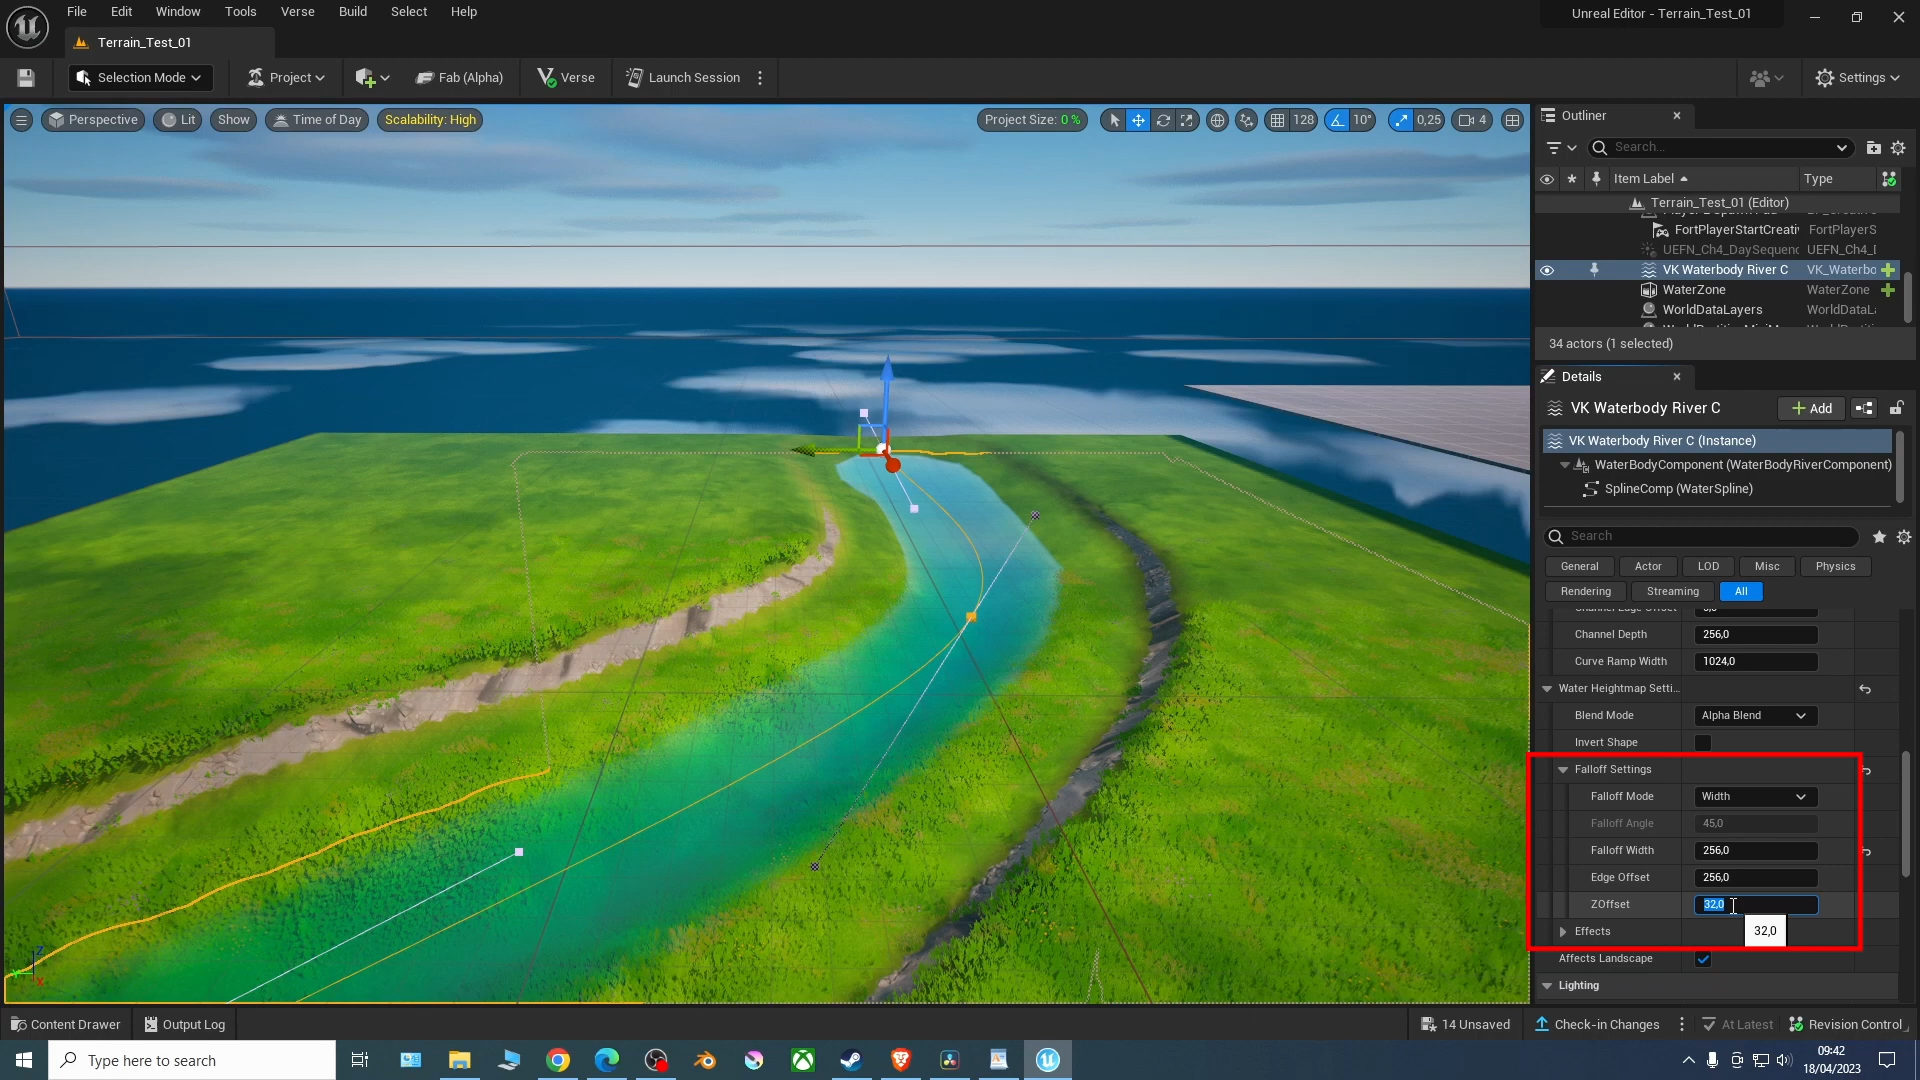 File Edit Window Tools Verse Build Select Help
Unreal Editor - Terrain_Test_01
Terrain_Test_01
Selection Mode
Project
Fab (Alpha)
Verse
Launch Session
Settings
Perspective
Lit
Show
Time of Day
Scalability: High
Project Size: 0 %
128
10°
0,25
4
Outliner
Search...
Item Label
Type
Terrain_Test_01 (Editor)
FortPlayerStartCreati FortPlayerS
UEFN_Ch4_DaySequenc UEFN_Ch4_
VK Waterbody River C VK_Waterbo
WaterZone WaterZone
WorldDataLayers WorldDataL
34 actors (1 selected)
Details
VK Waterbody River C
Add
VK Waterbody River C (Instance)
WaterBodyComponent (WaterBodyRiverComponent)
SplineComp (WaterSpline)
Search
General Actor LOD Misc Physics
Rendering Streaming All
Channel Depth 256,0
Curve Ramp Width 1024,0
Water Heightmap Setti...
Blend Mode Alpha Blend
Invert Shape
Falloff Settings
Falloff Mode Width
Falloff Angle 45,0
Falloff Width 256,0
Edge Offset 256,0
ZOffset 32,0
Effects
32,0
Affects Landscape
Lighting
Z
X
Content Drawer
Output Log
14 Unsaved
Check-in Changes
At Latest
Revision Control
Type here to search
09:42
18/04/2023